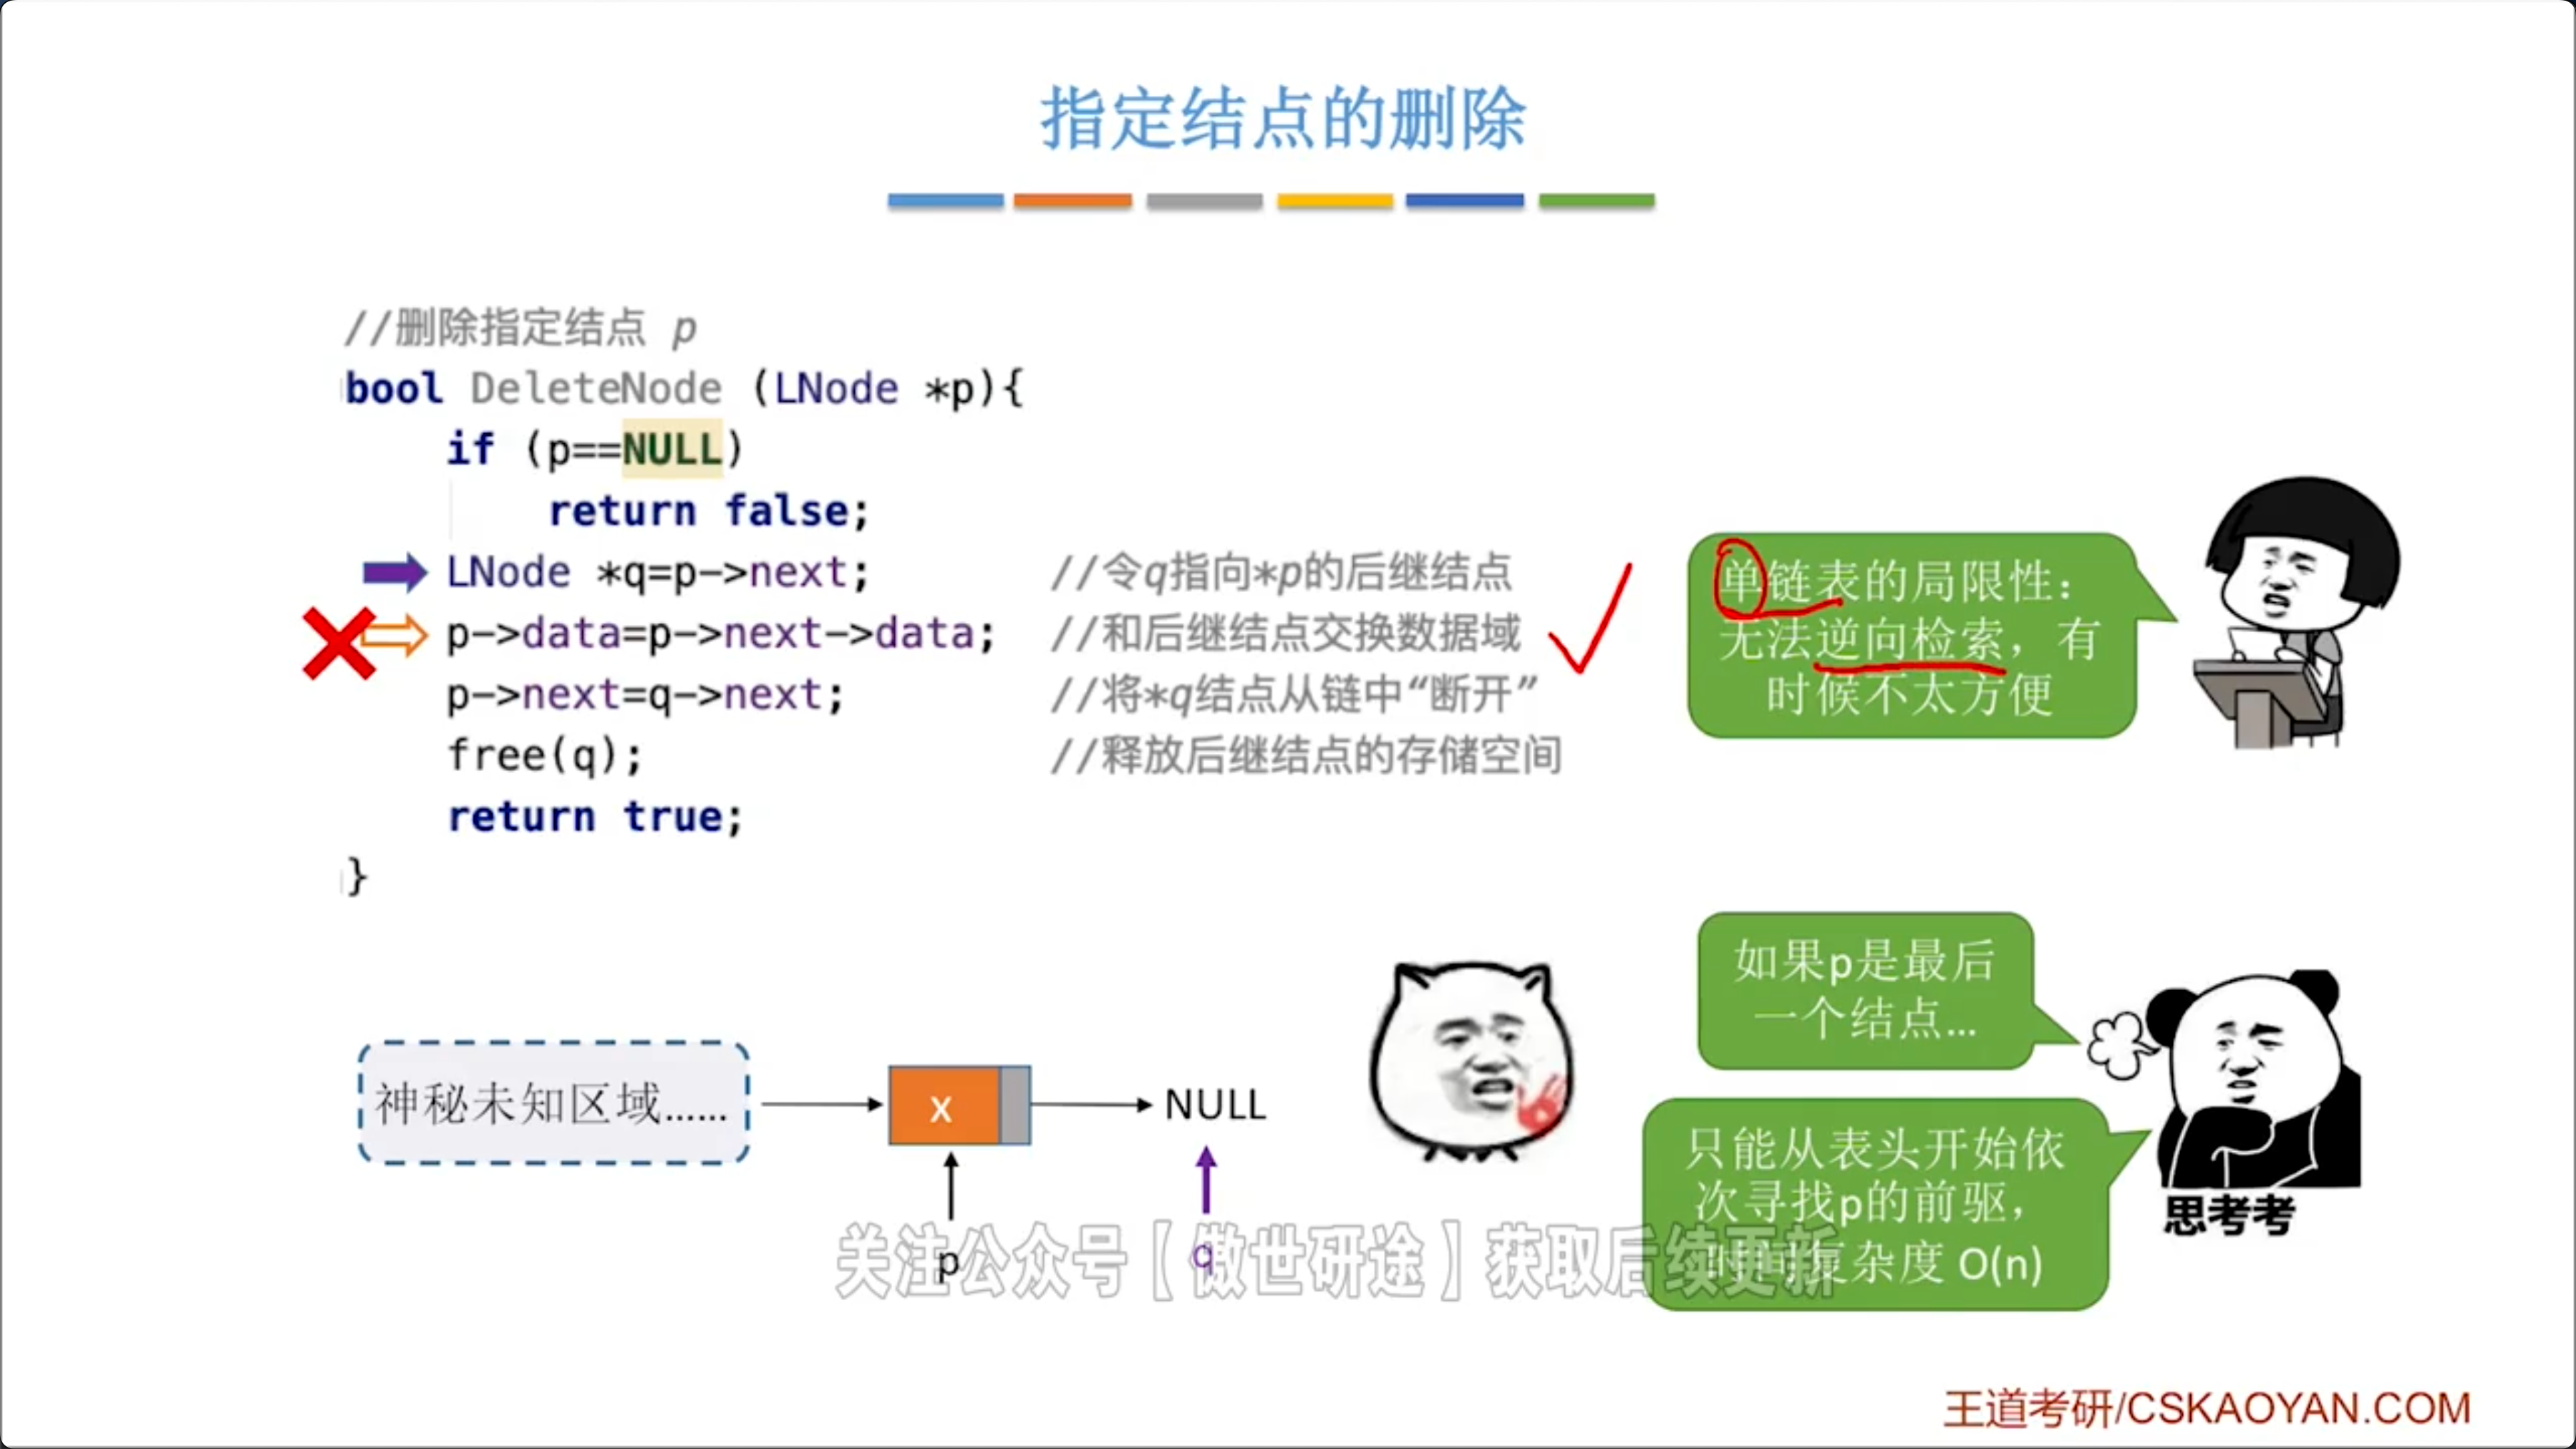 指定结点的删除
//删除指定结点 p
bool DeleteNode (LNode *p){
if (p==NULL)
return false;
LNode *q=p->next; //令q指向*p的后继结点
p->data=p->next->data; //和后继结点交换数据域
p->next=q->next; //将*q结点从链中“断开”
free(q); //释放后继结点的存储空间
return true;
}
单链表的局限性：
无法逆向检索，有
时候不太方便
如果p是最后
一个结点...
只能从表头开始依
次寻找p的前驱，
时间复杂度 O(n)
思考考
神秘未知区域......
x
NULL
p
q
关注公众号【傲世研途】获取后续更新
王道考研/CSKAOYAN.COM